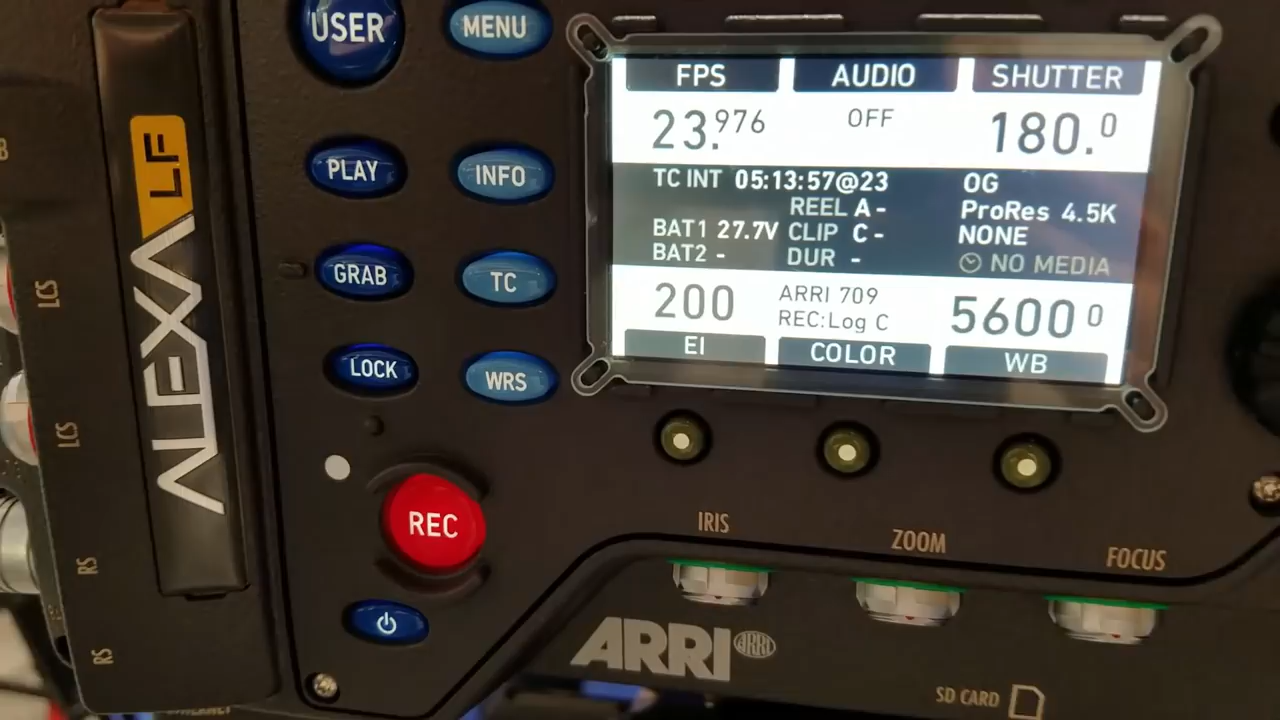 USER
MENU
PLAY
INFO
GRAB
TC
LOCK
WRS
REC
FPS AUDIO SHUTTER
23.976 OFF 180.0
TC INT 05:13:57@23 OG
REEL A - ProRes 4.5K
BAT1 27.7V CLIP C - NONE
BAT2 - DUR - NO MEDIA
200 ARRI 709 5600 0
REC:Log C
EI COLOR WB
IRIS ZOOM FOCUS
ARRI ARRI
SD CARD
ALEXA LF
LCS
LCS
RS
RS